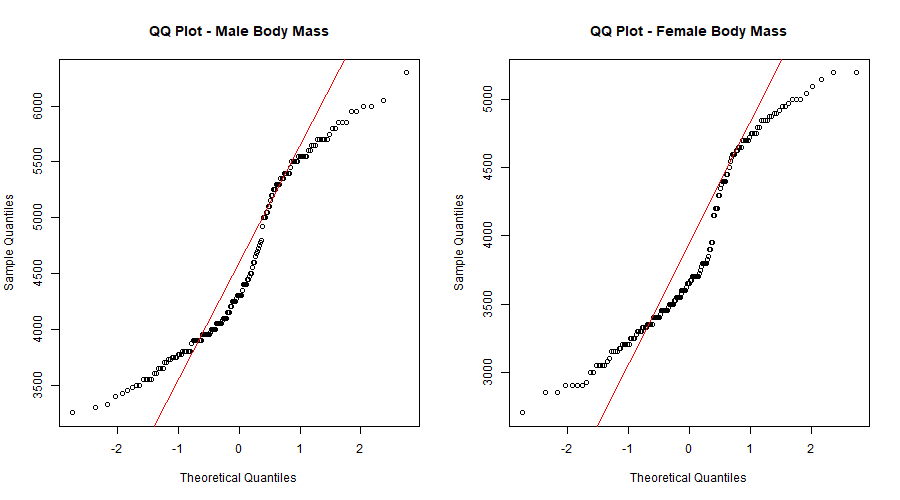 QQ Plot - Male Body Mass
Sample Quantiles
6000
5500
5000
4500
4000
3500
-2 -1 0 1 2
Theoretical Quantiles
QQ Plot - Female Body Mass
Sample Quantiles
5000
4500
4000
3500
3000
-2 -1 0 1 2
Theoretical Quantiles